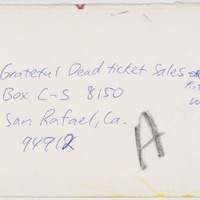 Grateful Dead ticket Sales
Box C-S 8150
San Rafael, Ca.
94912
A